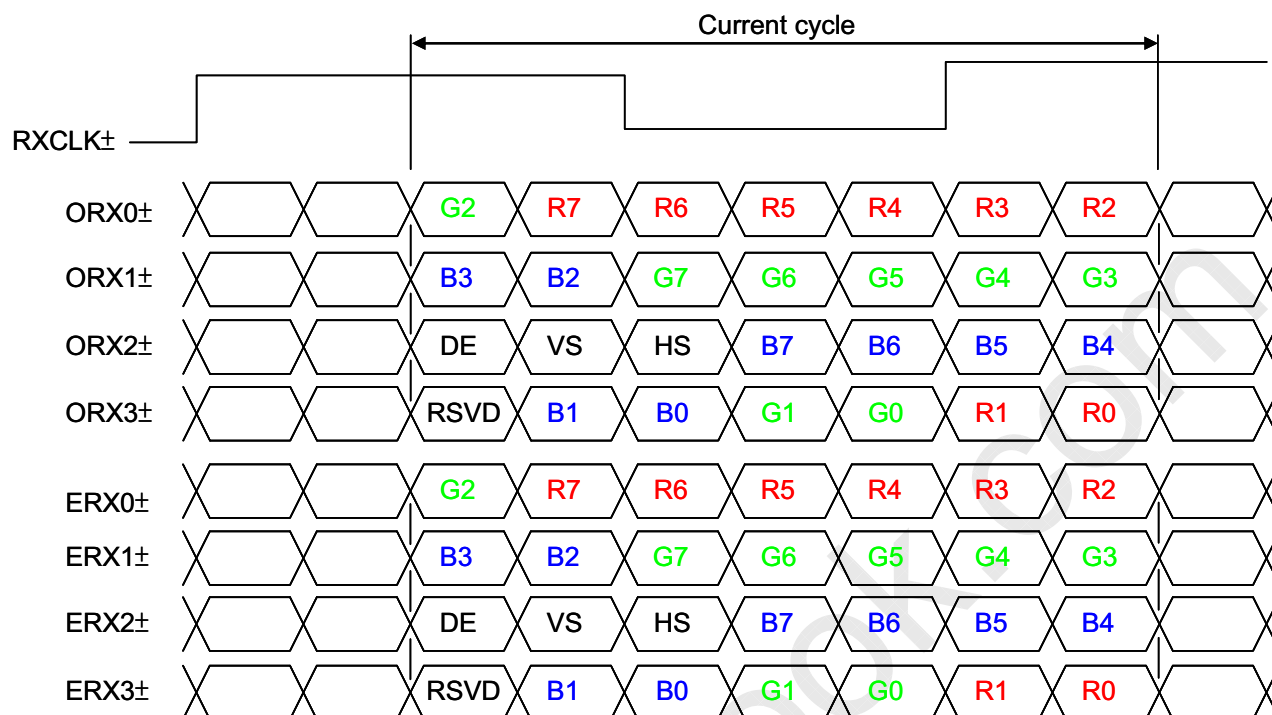 Current cycle
RXCLK±
ORX0± G2 R7 R6 R5 R4 R3 R2
ORX1± B3 B2 G7 G6 G5 G4 G3
ORX2± DE VS HS B7 B6 B5 B4
ORX3± RSVD B1 B0 G1 G0 R1 R0
ERX0± G2 R7 R6 R5 R4 R3 R2
ERX1± B3 B2 G7 G6 G5 G4 G3
ERX2± DE VS HS B7 B6 B5 B4
ERX3± RSVD B1 B0 G1 G0 R1 R0
ook.com